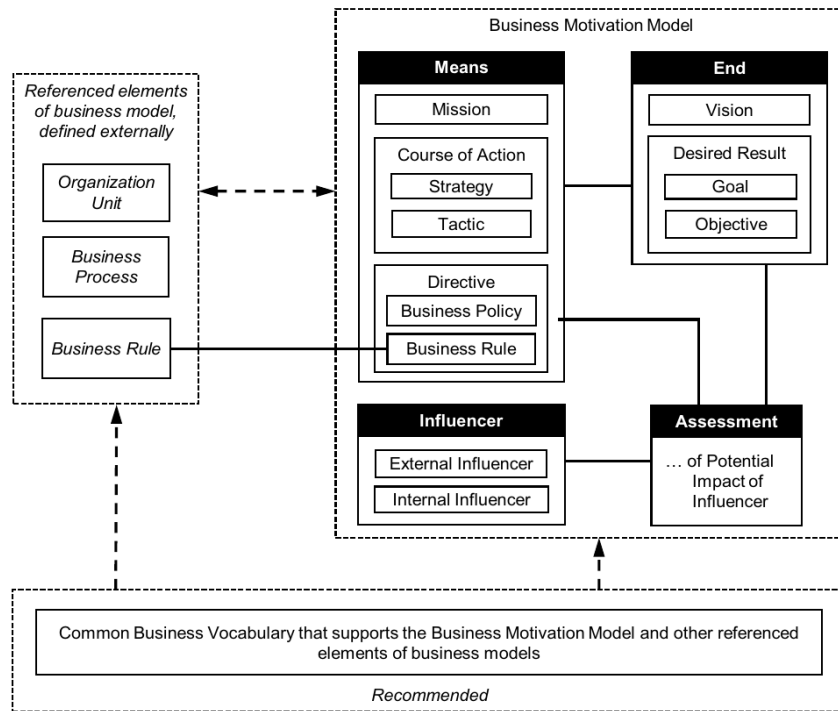 Business Motivation Model
Referenced elements
of business model,
defined externally
Organization
Unit
Business
Process
Business Rule
Means
Mission
Course of Action
Strategy
Tactic
Directive
Business Policy
Business Rule
End
Vision
Desired Result
Goal
Objective
Influencer
External Influencer
Internal Influencer
Assessment
… of Potential
Impact of
Influencer
Common Business Vocabulary that supports the Business Motivation Model and other referenced
elements of business models
Recommended